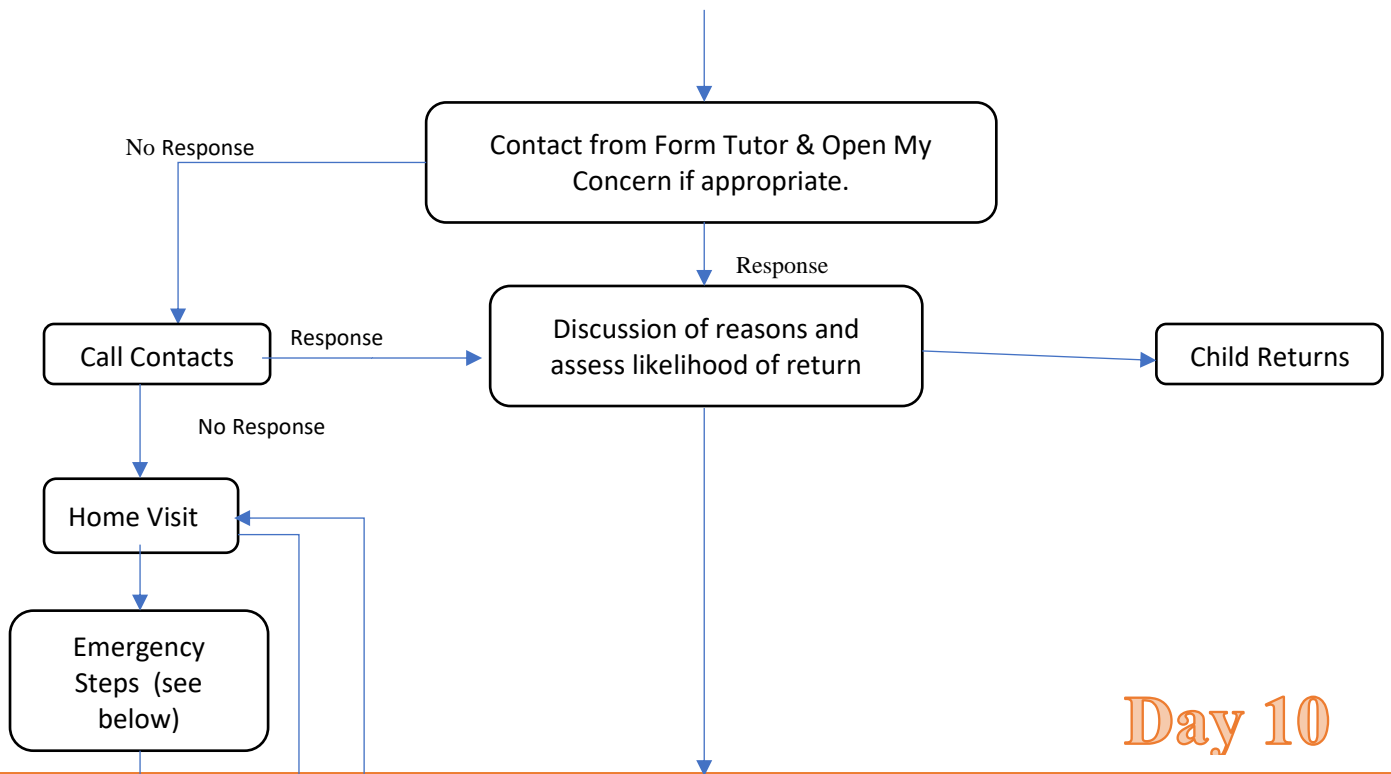 Contact from Form Tutor & Open My
Concern if appropriate.
No Response
Response
Discussion of reasons and
assess likelihood of return
Call Contacts
Response
Child Returns
No Response
Home Visit
Emergency
Steps (see
below)
Day 10